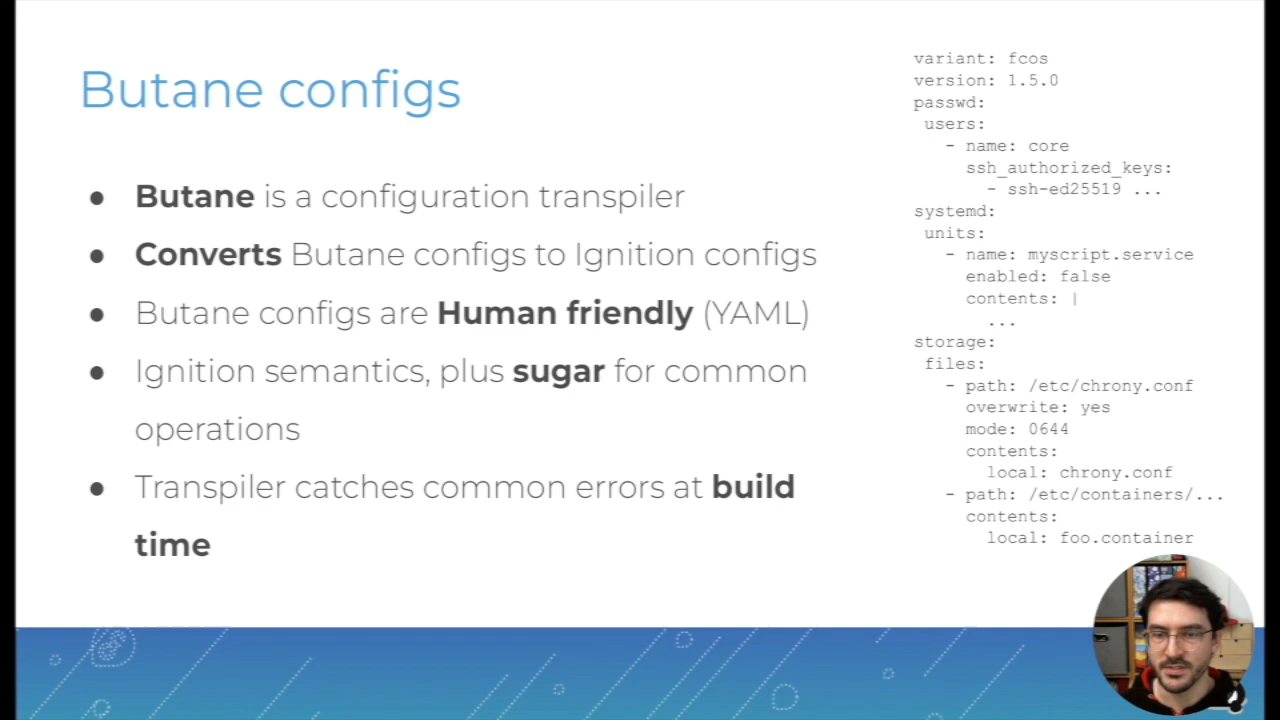 Butane configs
● Butane is a configuration transpiler
● Converts Butane configs to Ignition configs
● Butane configs are Human friendly (YAML)
● Ignition semantics, plus sugar for common
operations
● Transpiler catches common errors at build
time
variant: fcos
version: 1.5.0
passwd:
 users:
   - name: core
     ssh_authorized_keys:
       - ssh-ed25519 ...
systemd:
 units:
   - name: myscript.service
     enabled: false
     contents: |
       ...
storage:
 files:
   - path: /etc/chrony.conf
     overwrite: yes
     mode: 0644
     contents:
       local: chrony.conf
   - path: /etc/containers/...
     contents:
       local: foo.container